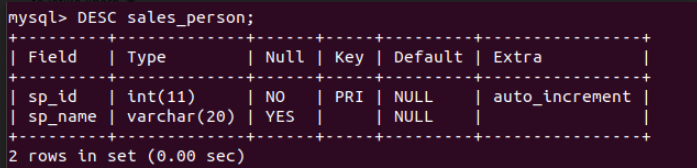 mysql> DESC sales_person;
+---------+-------------+------+-----+---------+----------------+
| Field   | Type        | Null | Key | Default | Extra          |
+---------+-------------+------+-----+---------+----------------+
| sp_id   | int(11)     | NO   | PRI | NULL    | auto_increment |
| sp_name | varchar(20) | YES  |     | NULL    |                |
+---------+-------------+------+-----+---------+----------------+
2 rows in set (0.00 sec)